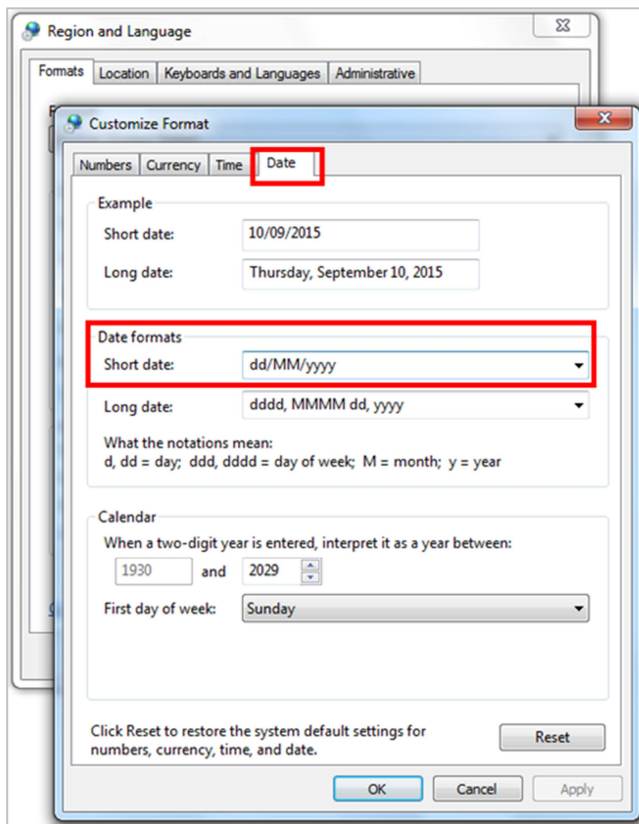 Region and Language
Formats Location Keyboards and Languages Administrative
Customize Format
Numbers Currency Time Date
Example
Short date: 10/09/2015
Long date: Thursday, September 10, 2015
Date formats
Short date: dd/MM/yyyy
Long date: dddd, MMMM dd, yyyy
What the notations mean:
d, dd = day; ddd, dddd = day of week; M = month; y = year
Calendar
When a two-digit year is entered, interpret it as a year between:
1930 and 2029
First day of week: Sunday
Click Reset to restore the system default settings for
numbers, currency, time, and date.
Reset
OK Cancel Apply